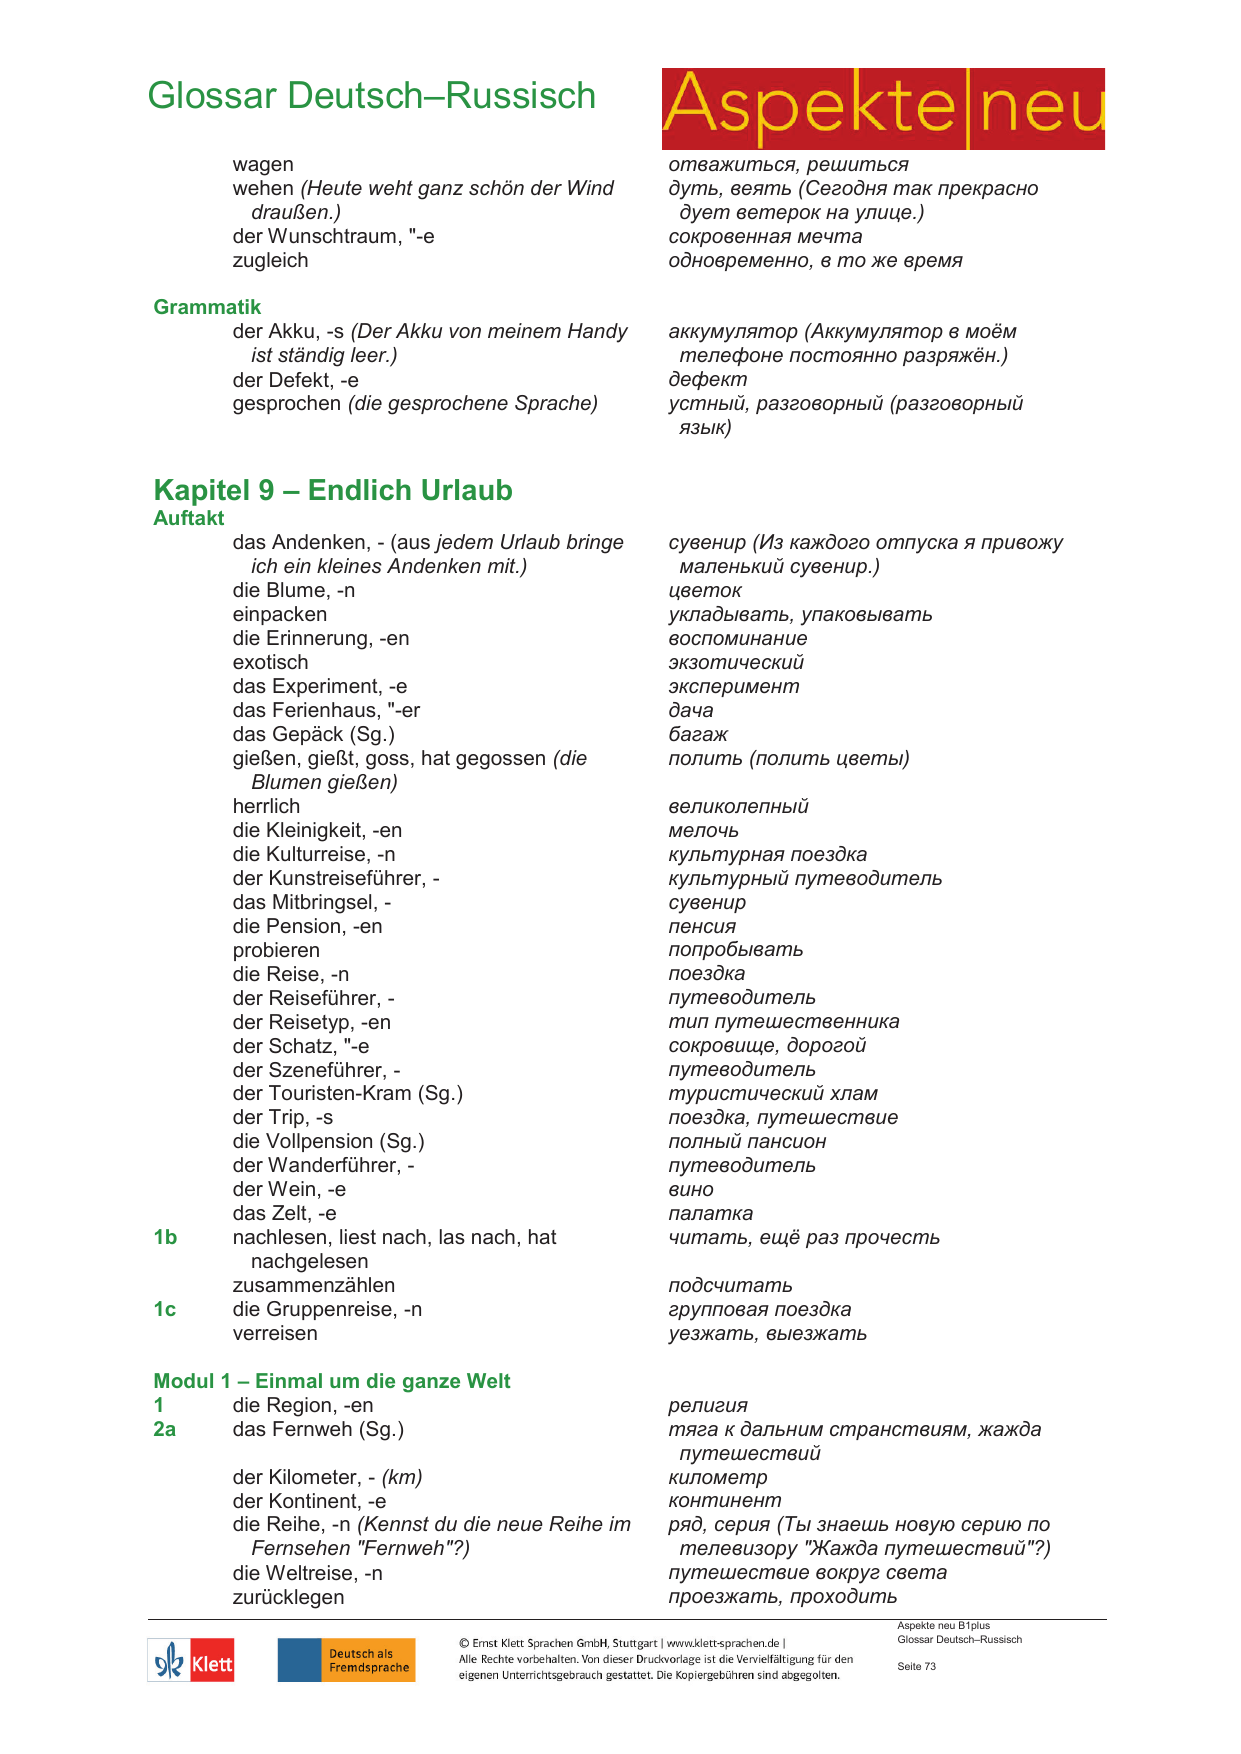 Glossar Deutsch–Russisch
Aspekte|neu
wagen отважиться, решиться
wehen (Heute weht ganz schön der Wind дуть, веять (Сегодня так прекрасно
draußen.) дует ветерок на улице.)
der Wunschtraum, "-e сокровенная мечта
zugleich одновременно, в то же время
Grammatik
der Akku, -s (Der Akku von meinem Handy аккумулятор (Аккумулятор в моём
ist ständig leer.) телефоне постоянно разряжён.)
der Defekt, -e дефект
gesprochen (die gesprochene Sprache) устный, разговорный (разговорный
язык)
Kapitel 9 – Endlich Urlaub
Auftakt
das Andenken, - (aus jedem Urlaub bringe сувенир (Из каждого отпуска я привожу
ich ein kleines Andenken mit.) маленький сувенир.)
die Blume, -n цветок
einpacken укладывать, упаковывать
die Erinnerung, -en воспоминание
exotisch экзотический
das Experiment, -e эксперимент
das Ferienhaus, "-er дача
das Gepäck (Sg.) багаж
gießen, gießt, goss, hat gegossen (die полить (полить цветы)
Blumen gießen)
herrlich великолепный
die Kleinigkeit, -en мелочь
die Kulturreise, -n культурная поездка
der Kunstreiseführer, - культурный путеводитель
das Mitbringsel, - сувенир
die Pension, -en пенсия
probieren попробывать
die Reise, -n поездка
der Reiseführer, - путеводитель
der Reisetyp, -en тип путешественника
der Schatz, "-e сокровище, дорогой
der Szeneführer, - путеводитель
der Touristen-Kram (Sg.) туристический хлам
der Trip, -s поездка, путешествие
die Vollpension (Sg.) полный пансион
der Wanderführer, - путеводитель
der Wein, -e вино
das Zelt, -e палатка
1b nachlesen, liest nach, las nach, hat читать, ещё раз прочесть
nachgelesen
zusammenzählen подсчитать
1c die Gruppenreise, -n групповая поездка
verreisen уезжать, выезжать
Modul 1 – Einmal um die ganze Welt
1 die Region, -en религия
2a das Fernweh (Sg.) тяга к дальним странствиям, жажда
путешествий
der Kilometer, - (km) километр
der Kontinent, -e континент
die Reihe, -n (Kennst du die neue Reihe im ряд, серия (Ты знаешь новую серию по
Fernsehen "Fernweh"?) телевизору "Жажда путешествий"?)
die Weltreise, -n путешествие вокруг света
zurücklegen проезжать, проходить
Klett
Deutsch als
Fremdsprache
© Ernst Klett Sprachen GmbH, Stuttgart | www.klett-sprachen.de |
Alle Rechte vorbehalten. Von dieser Druckvorlage ist die Vervielfältigung für den
eigenen Unterrichtsgebrauch gestattet. Die Kopiergebühren sind abgegolten.
Aspekte neu B1plus
Glossar Deutsch–Russisch
Seite 73